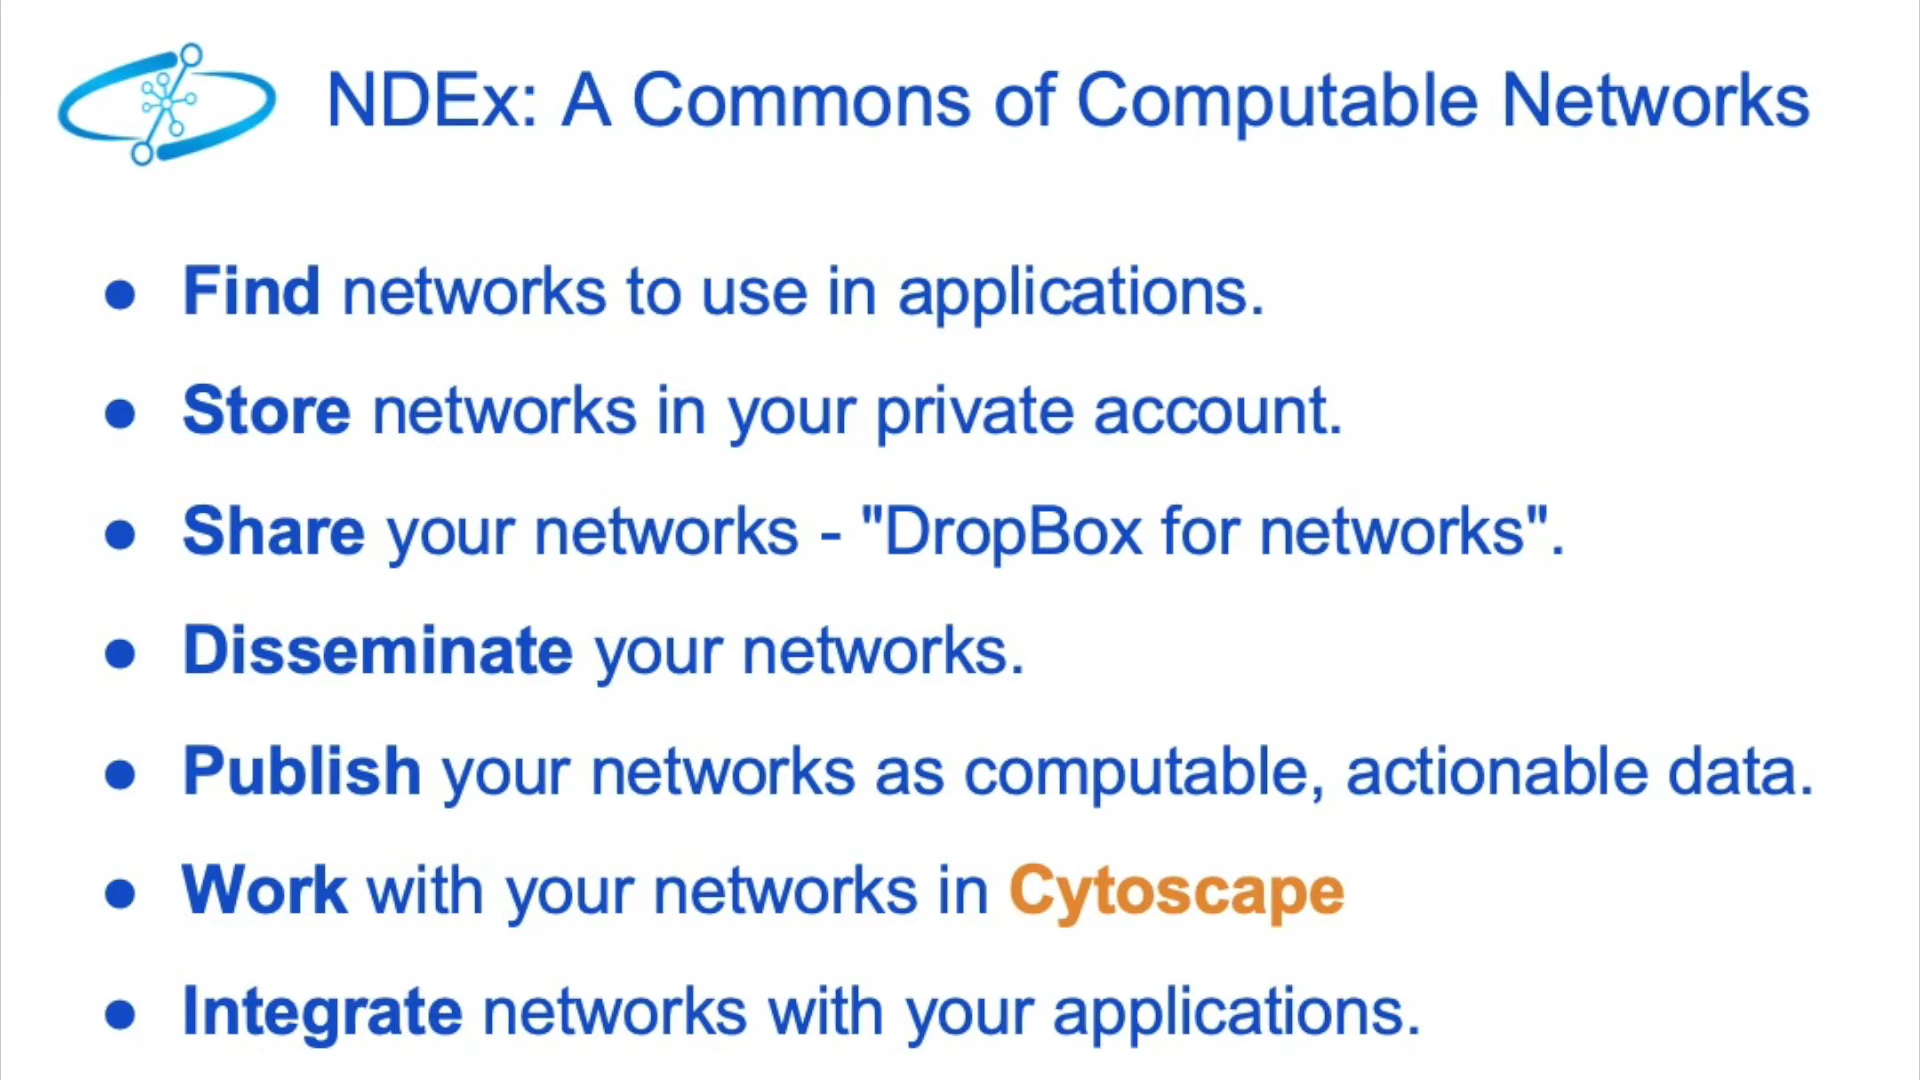 NDEx: A Commons of Computable Networks
● Find networks to use in applications.
● Store networks in your private account.
● Share your networks - "DropBox for networks".
● Disseminate your networks.
● Publish your networks as computable, actionable data.
● Work with your networks in Cytoscape
● Integrate networks with your applications.